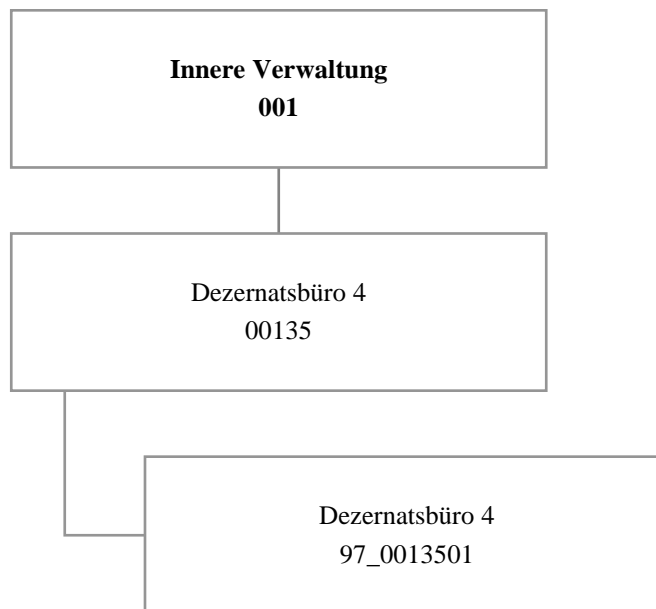 Innere Verwaltung
001
Dezernatsbüro 4
00135
Dezernatsbüro 4
97_0013501